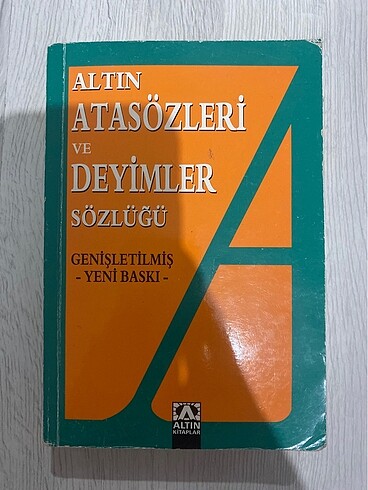 ALTIN
ATASÖZLERİ
VE
DEYİMLER
SÖZLÜĞÜ
GENİŞLETİLMİŞ
- YENİ BASKI -
ALTIN
KİTAPLAR